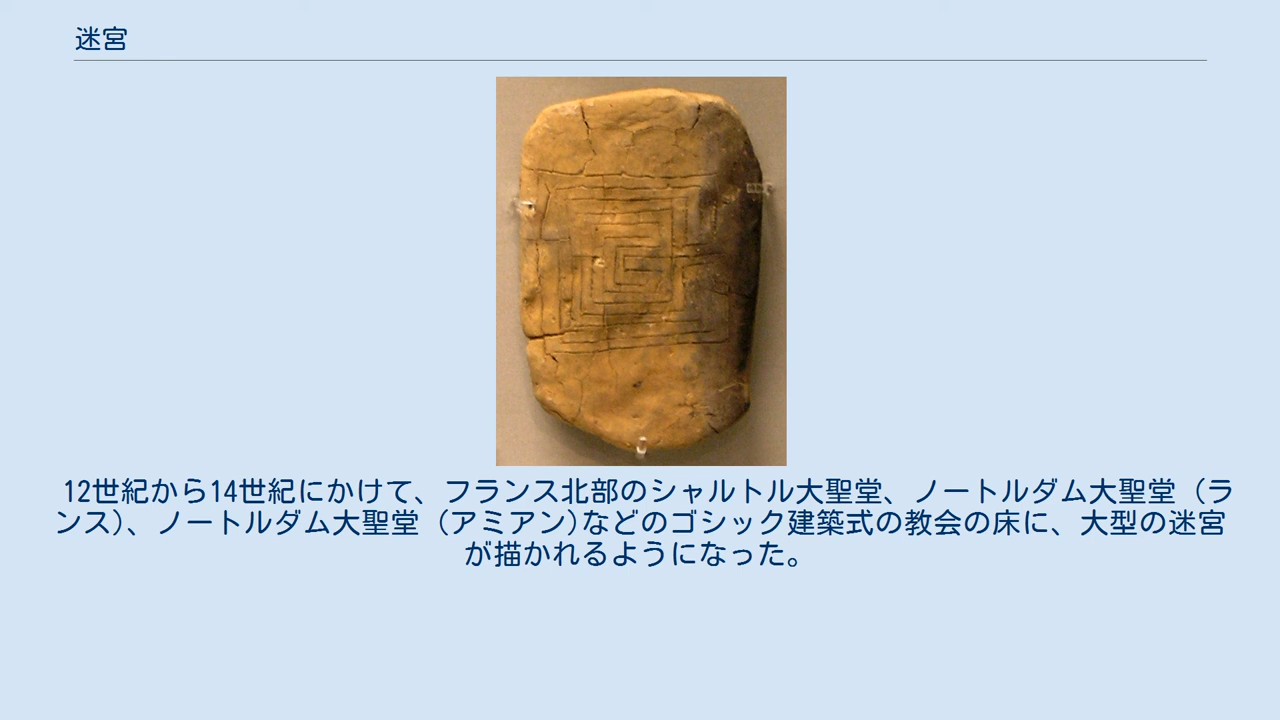 迷宮
12世紀から14世紀にかけて、フランス北部のシャルトル大聖堂、ノートルダム大聖堂（ラ
ンス）、ノートルダム大聖堂（アミアン）などのゴシック建築式の教会の床に、大型の迷宮
が描かれるようになった。